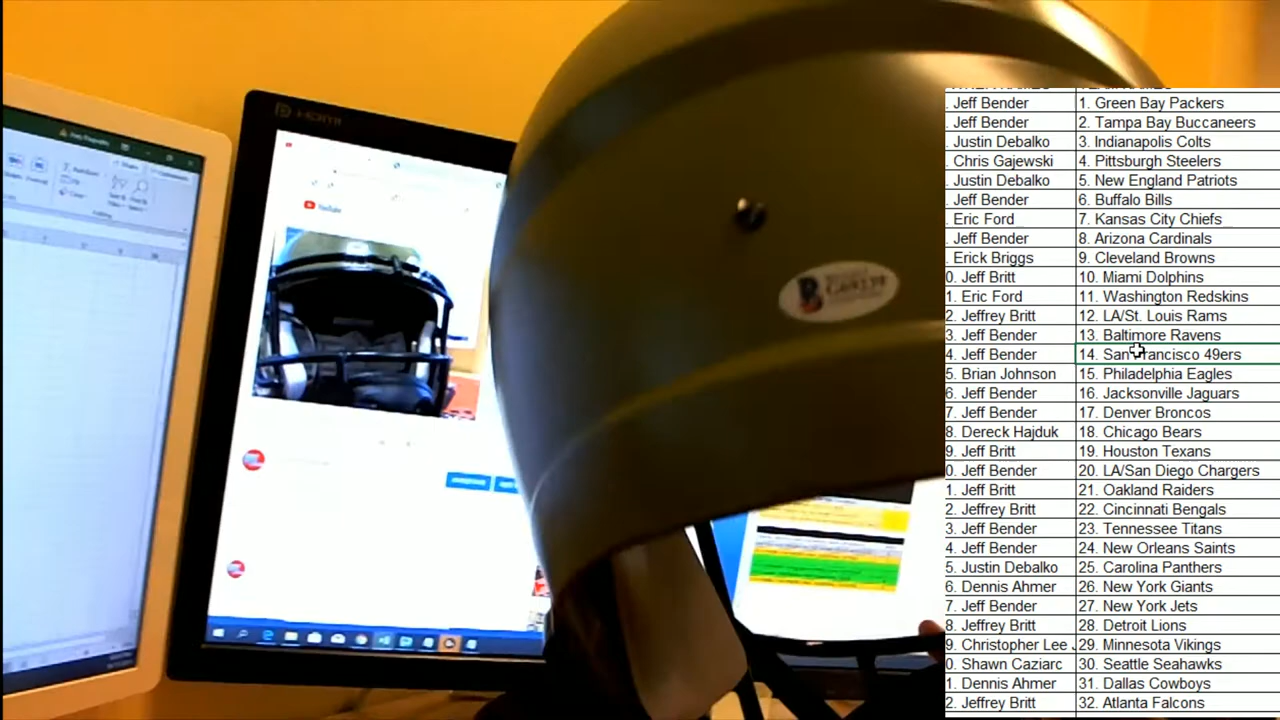 YouTube
. Jeff Bender 1. Green Bay Packers
. Jeff Bender 2. Tampa Bay Buccaneers
. Justin Debalko 3. Indianapolis Colts
. Chris Gajewski 4. Pittsburgh Steelers
. Justin Debalko 5. New England Patriots
. Jeff Bender 6. Buffalo Bills
. Eric Ford 7. Kansas City Chiefs
. Jeff Bender 8. Arizona Cardinals
. Erick Briggs 9. Cleveland Browns
0. Jeff Britt 10. Miami Dolphins
1. Eric Ford 11. Washington Redskins
2. Jeffrey Britt 12. LA/St. Louis Rams
3. Jeff Bender 13. Baltimore Ravens
4. Jeff Bender 14. San Francisco 49ers
5. Brian Johnson 15. Philadelphia Eagles
6. Jeff Bender 16. Jacksonville Jaguars
7. Jeff Bender 17. Denver Broncos
8. Dereck Hajduk 18. Chicago Bears
9. Jeff Britt 19. Houston Texans
0. Jeff Bender 20. LA/San Diego Chargers
1. Jeff Britt 21. Oakland Raiders
2. Jeffrey Britt 22. Cincinnati Bengals
3. Jeff Bender 23. Tennessee Titans
4. Jeff Bender 24. New Orleans Saints
5. Justin Debalko 25. Carolina Panthers
6. Dennis Ahmer 26. New York Giants
7. Jeff Bender 27. New York Jets
8. Jeffrey Britt 28. Detroit Lions
9. Christopher Lee 29. Minnesota Vikings
0. Shawn Caziarc 30. Seattle Seahawks
1. Dennis Ahmer 31. Dallas Cowboys
2. Jeffrey Britt 32. Atlanta Falcons